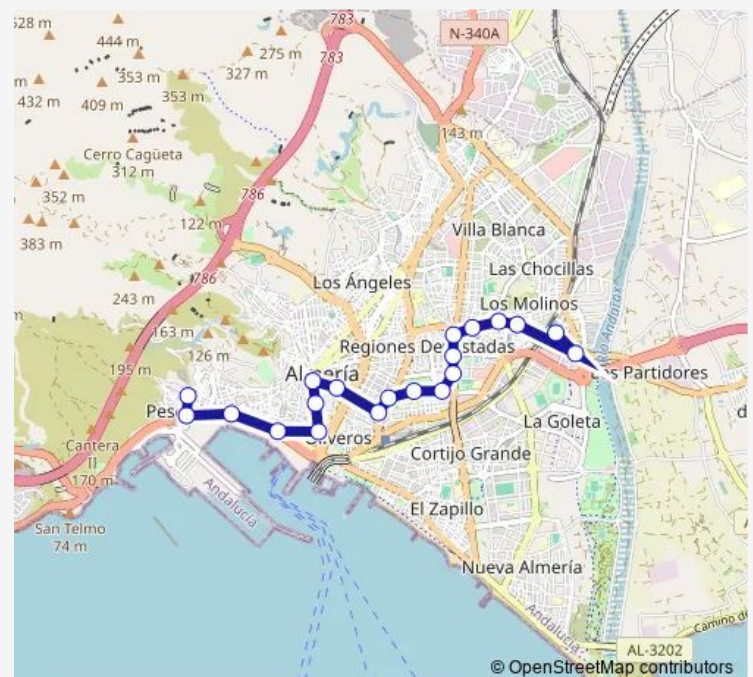 528 m
444 m
275 m
783
783
N-340A
353 m
353 m
327 m
432 m
409 m
143 m
Cerro Cagüeta
312 m
786
352 m
122 m
383 m
Villa Blanca
786
Las Chocillas
243 m
Los Ángeles
Los Molinos
163 m
Río Andarax
126 m
195 m
Almería
Los Partidores
Cantera
II
170 m
La Goleta
Cortijo Grande
Andalucía
San Telmo
74 m
El Zapillo
Nueva Almería
Andalucía
Camino de
AL-3202
© OpenStreetMap contributors